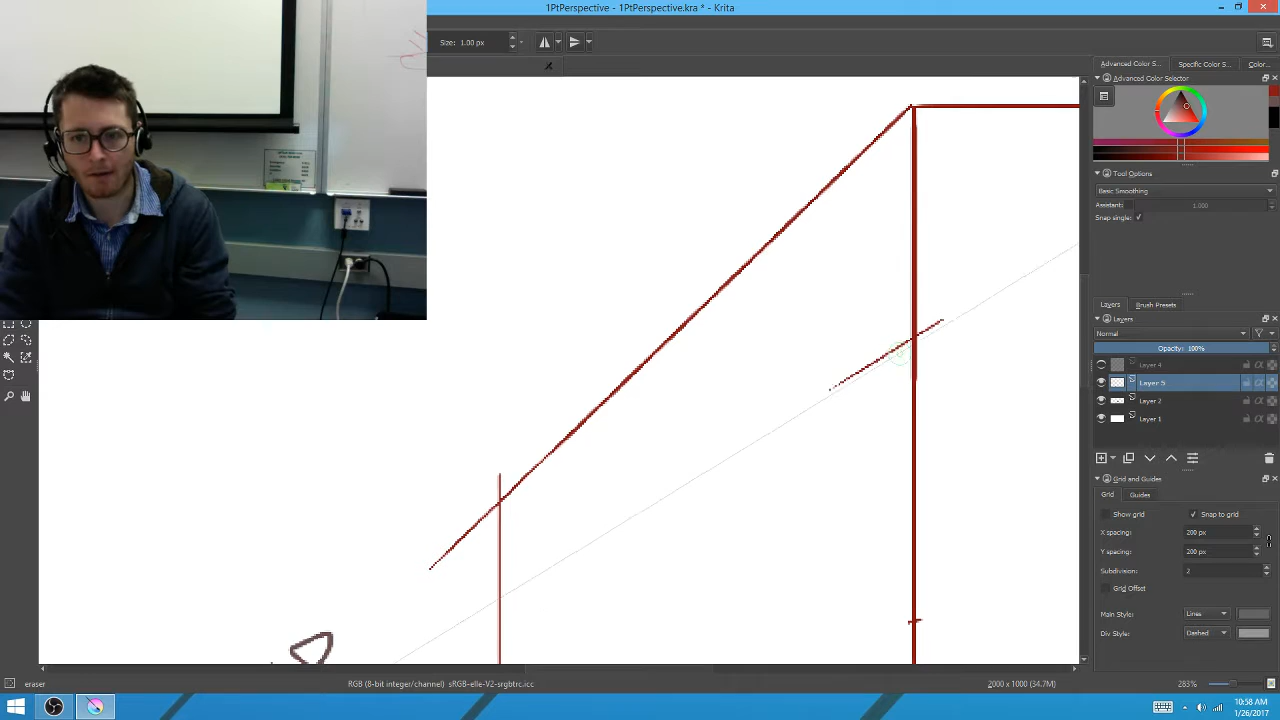 1PtPerspective - 1PtPerspective.kra * - Krita
Size: 1.00 px
Advanced Color S...
Specific Color S...
Color...
Advanced Color Selector
Tool Options
Basic Smoothing
Assistant:
1.000
Snap single:
Layers
Brush Presets
Layers
Normal
Opacity: 100%
Layer 4
Layer 5
Layer 2
Layer 1
Grid and Guides
Grid
Guides
Show grid
Snap to grid
X spacing:
200 px
Y spacing:
200 px
Subdivision:
2
Grid Offset
Main Style:
Lines
Div Style:
Dashed
eraser
RGB (8-bit integer/channel) sRGB-elle-V2-srgbtrc.icc
2000 x 1000 (34.7M)
283%
10:58 AM
1/26/2017